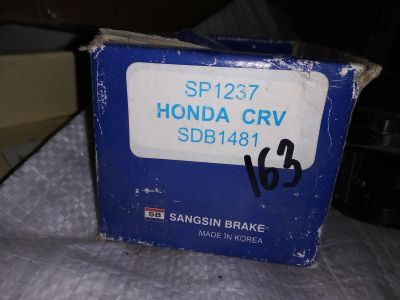 SP1237
HONDA CRV
SDB1481
163
SB SANGSIN BRAKE
MADE IN KOREA